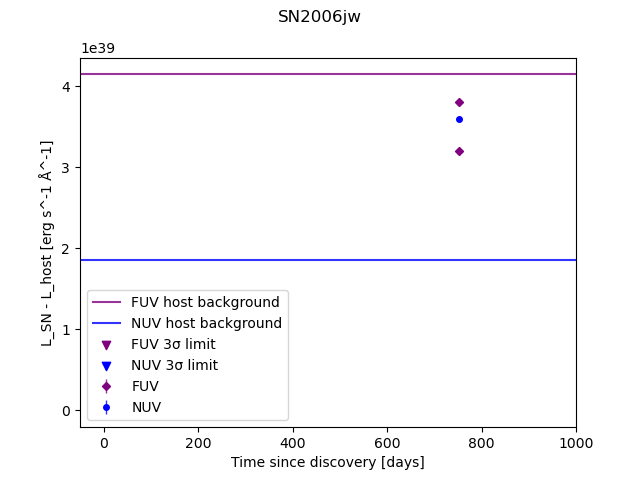 SN2006jw
1e39
4
3
2
1
0
L_SN - L_host [erg s^-1 Å^-1]
FUV host background
NUV host background
FUV 3σ limit
NUV 3σ limit
FUV
NUV
0 200 400 600 800 1000
Time since discovery [days]